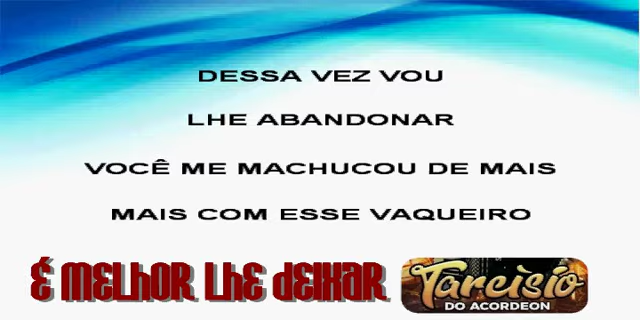 DESSA VEZ VOU
LHE ABANDONAR
VOCÊ ME MACHUCOU DE MAIS
MAIS COM ESSE VAQUEIRO
É MELHOR LHE DEIXAR
Tarcísio
DO ACORDEON